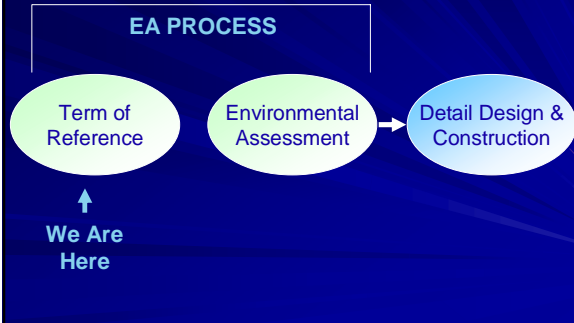 EA PROCESS
Term of
Reference
Environmental
Assessment
Detail Design &
Construction
We Are
Here